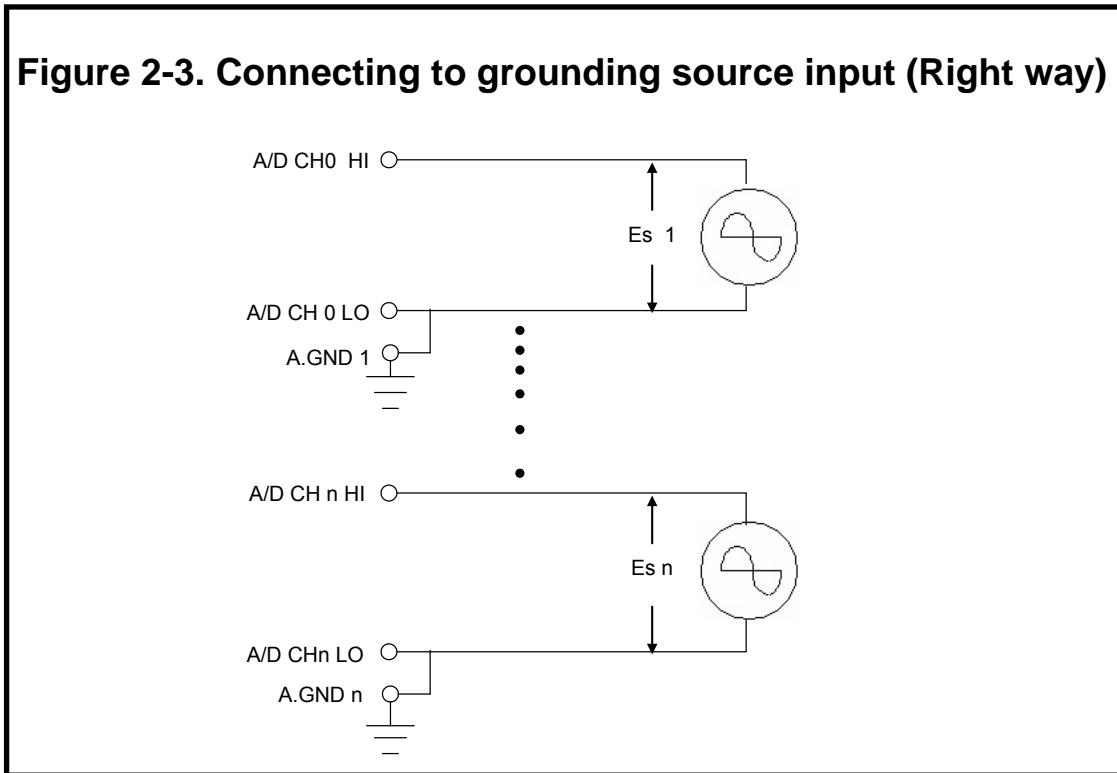 Figure 2-3. Connecting to grounding source input (Right way)
A/D CH0 HI
Es 1
A/D CH 0 LO
A.GND 1
A/D CH n HI
Es n
A/D CHn LO
A.GND n